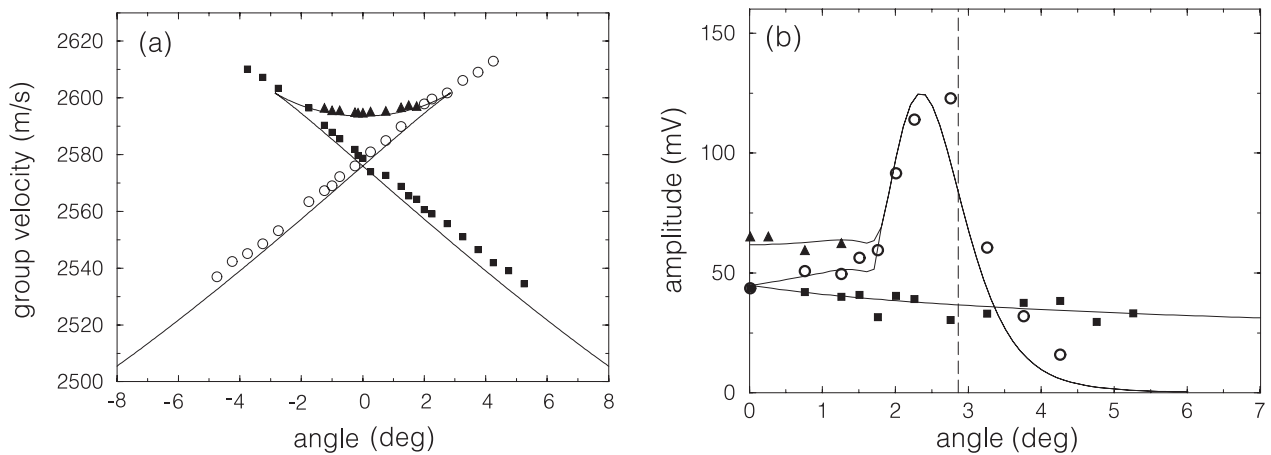 (a)
group velocity (m/s)
2620
2600
2580
2560
2540
2520
2500
-8 -6 -4 -2 0 2 4 6 8
angle (deg)
(b)
amplitude (mV)
150
100
50
0
0 1 2 3 4 5 6 7
angle (deg)